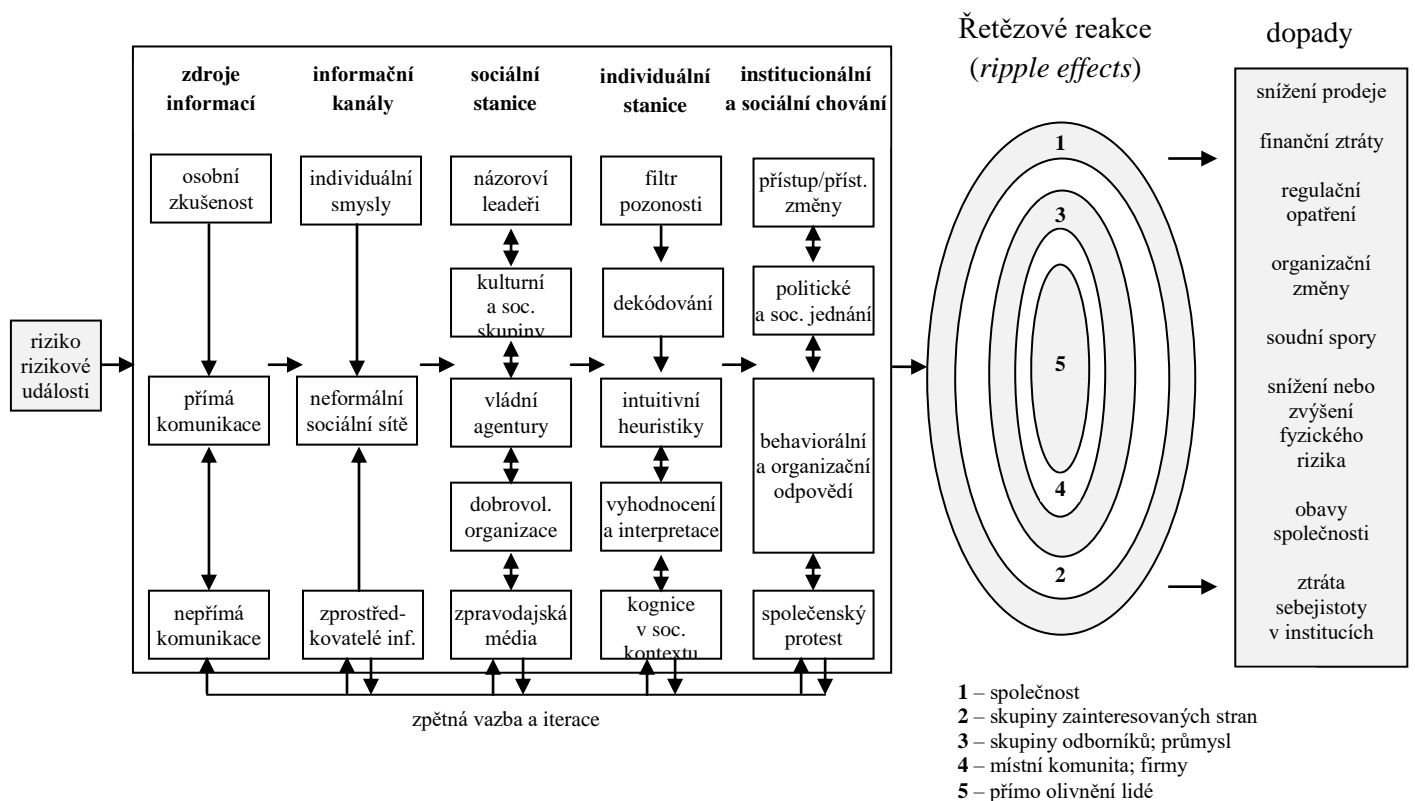 Řetězové reakce
(ripple effects)
dopady
zdroje
informací
informační
kanály
sociální
stanice
individuální
stanice
institucionální
a sociální chování
riziko
rizikové
události
osobní
zkušenost
přímá
komunikace
nepřímá
komunikace
individuální
smysly
neformální
sociální sítě
zprostřed-
kovatelé inf.
názoroví
leadeři
kulturní
a soc.
skupiny
vládní
agentury
dobrovol.
organizace
zpravodajská
média
filtr
pozonosti
dekódování
intuitivní
heuristiky
vyhodnocení
a interpretace
kognice
v soc.
kontextu
přístup/příst.
změny
politické
a soc. jednání
behaviorální
a organizační
odpovědí
společenský
protest
zpětná vazba a iterace
1
3
5
4
2
snížení prodeje
finanční ztráty
regulační
opatření
organizační
změny
soudní spory
snížení nebo
zvýšení
fyzického
rizika
obavy
společnosti
ztráta
sebejistoty
v institucích
1 – společnost
2 – skupiny zainteresovaných stran
3 – skupiny odborníků; průmysl
4 – místní komunita; firmy
5 – přímo olivnění lidé